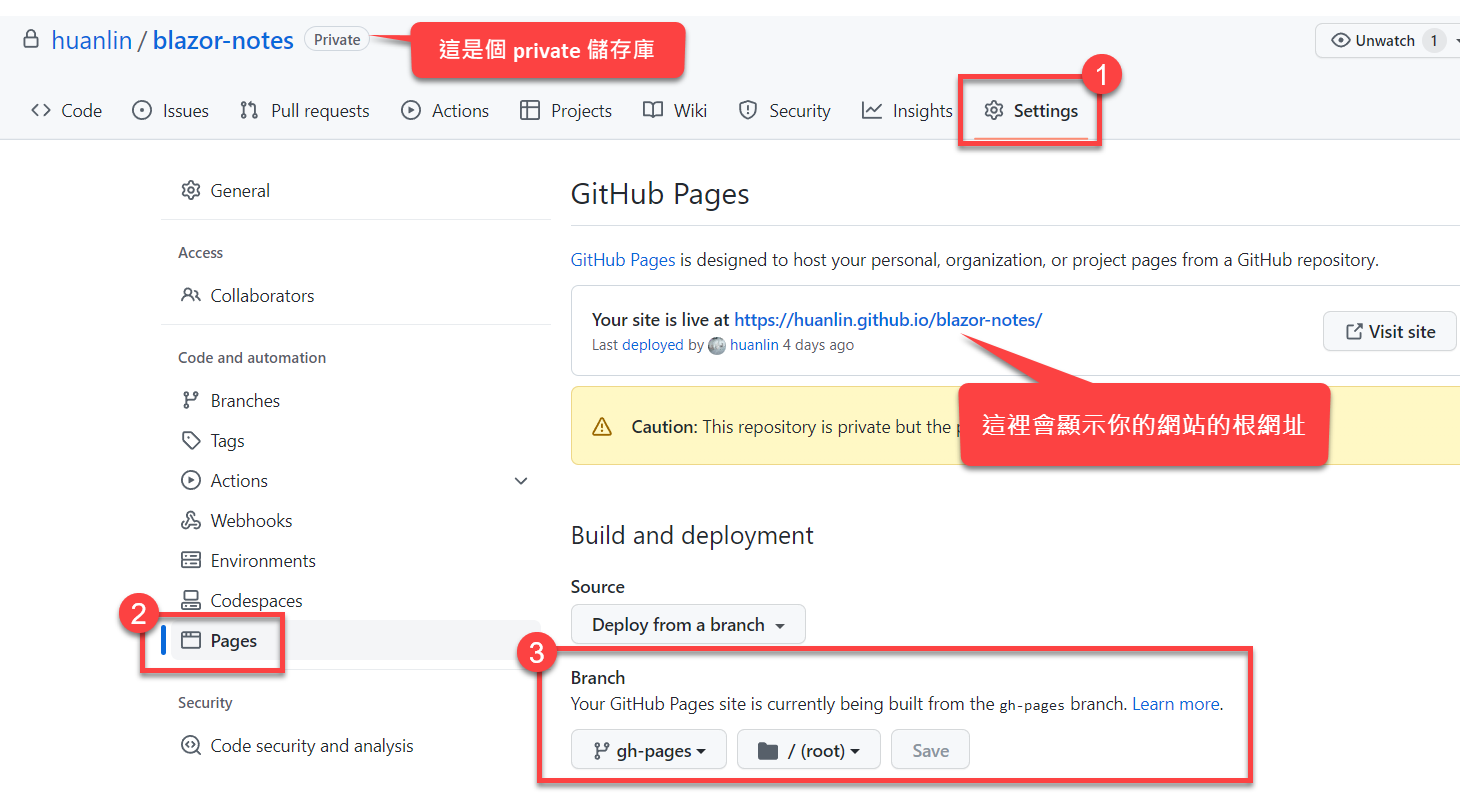 huanlin / blazor-notes Private
這是個 private 儲存庫
Unwatch 1
1
Code Issues Pull requests Actions Projects Wiki Security Insights Settings
General
Access
Collaborators
Code and automation
Branches
Tags
Actions
Webhooks
Environments
Codespaces
2
Pages
Security
Code security and analysis
GitHub Pages
GitHub Pages is designed to host your personal, organization, or project pages from a GitHub repository.
Your site is live at https://huanlin.github.io/blazor-notes/
Last deployed by huanlin 4 days ago
Visit site
Caution: This repository is private but the
這裡會顯示你的網站的根網址
Build and deployment
Source
Deploy from a branch
3
Branch
Your GitHub Pages site is currently being built from the gh-pages branch. Learn more.
gh-pages / (root) Save